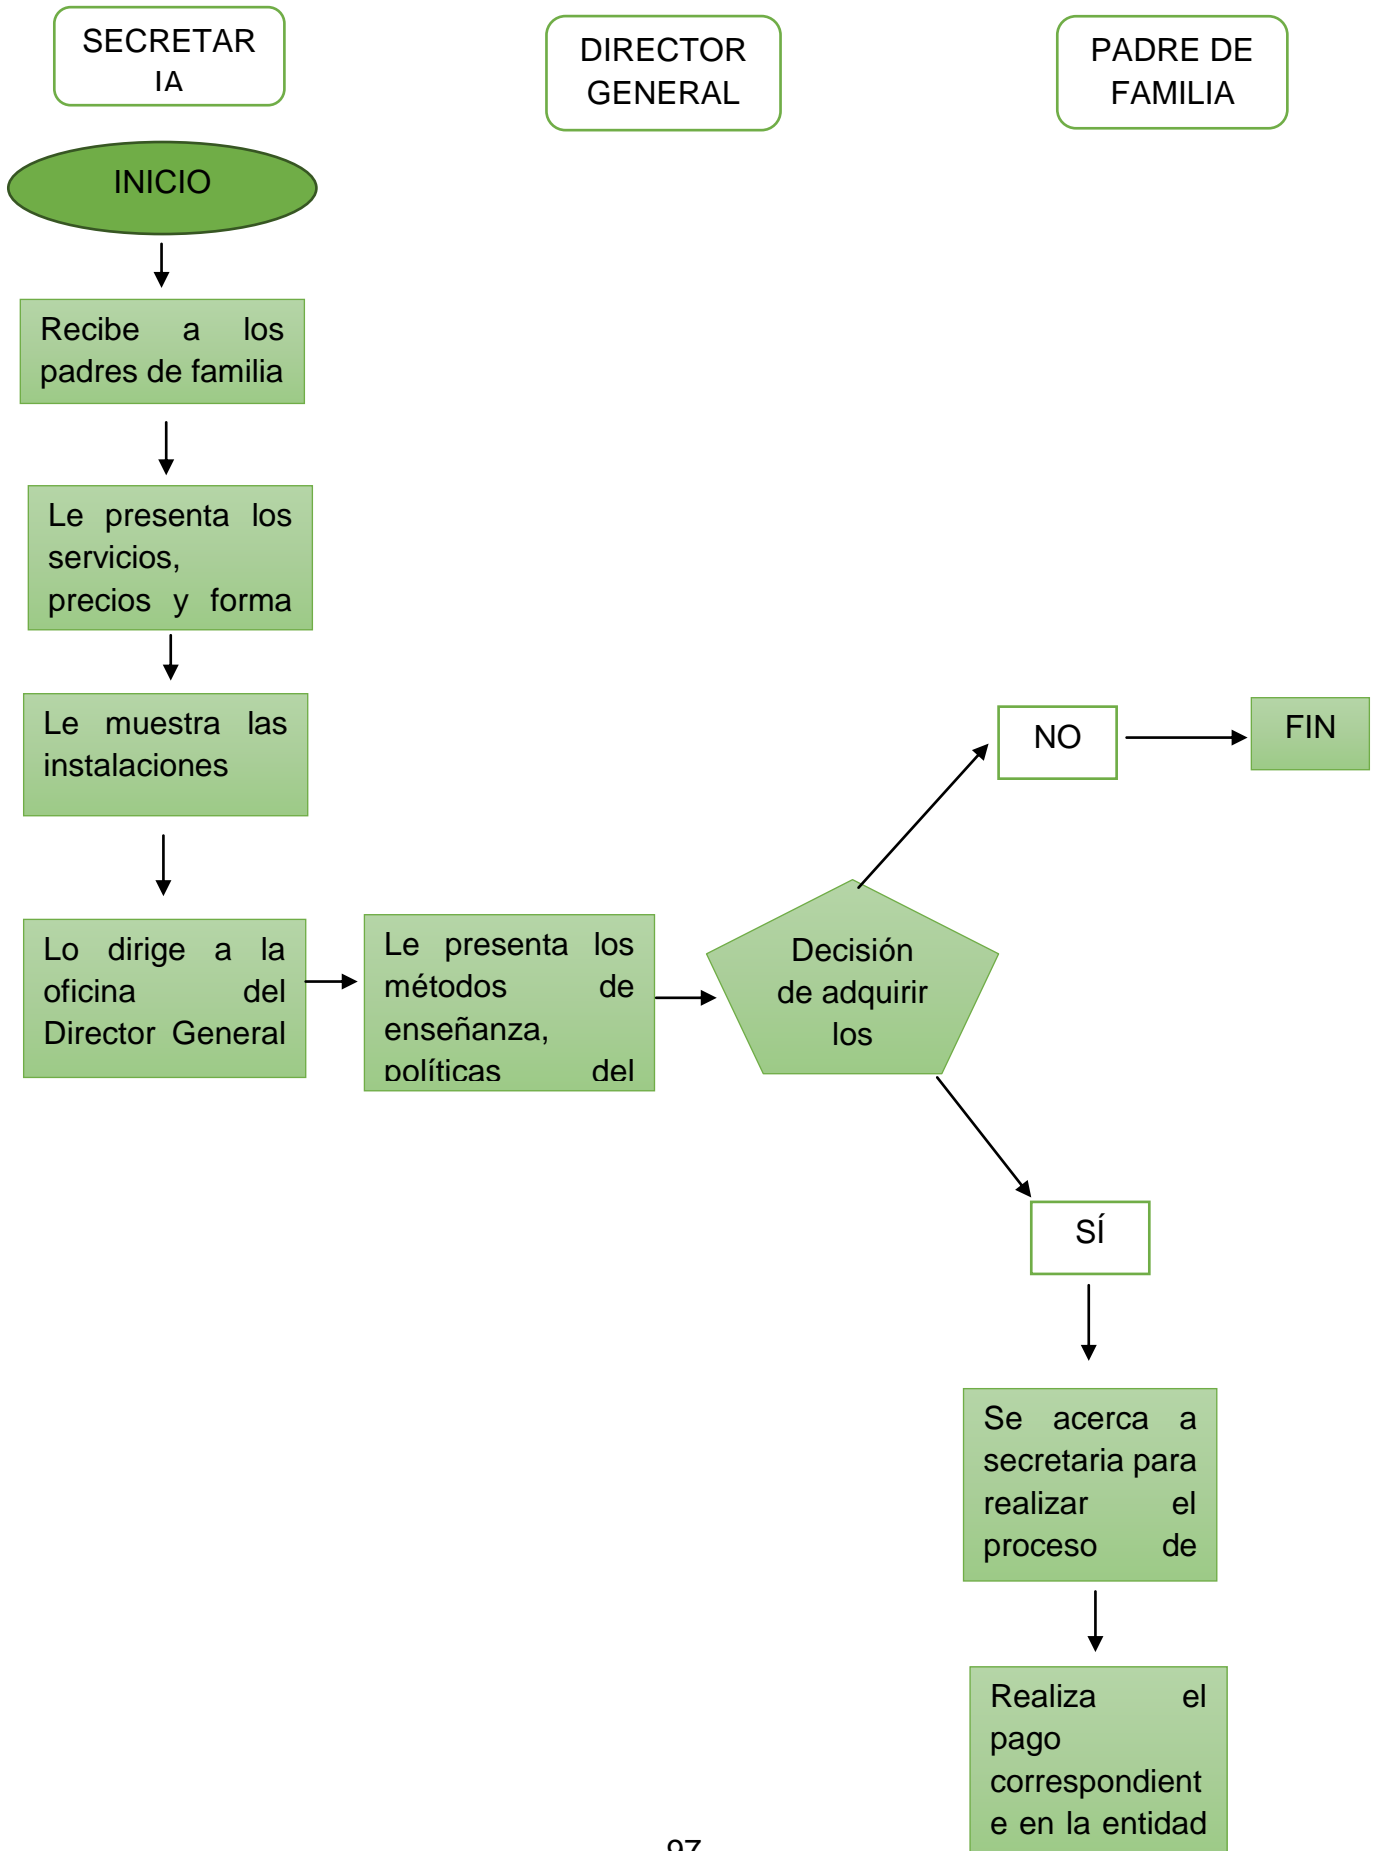 SECRETAR
IA
DIRECTOR
GENERAL
PADRE DE
FAMILIA
INICIO
Recibe a los
padres de familia
Le presenta los
servicios,
precios y forma
Le muestra las
instalaciones
Lo dirige a la
oficina del
Director General
Le presenta los
métodos de
enseñanza,
políticas del
Decisión
de adquirir
los
NO
FIN
SÍ
Se acerca a
secretaria para
realizar el
proceso de
Realiza el
pago
correspondient
e en la entidad
97